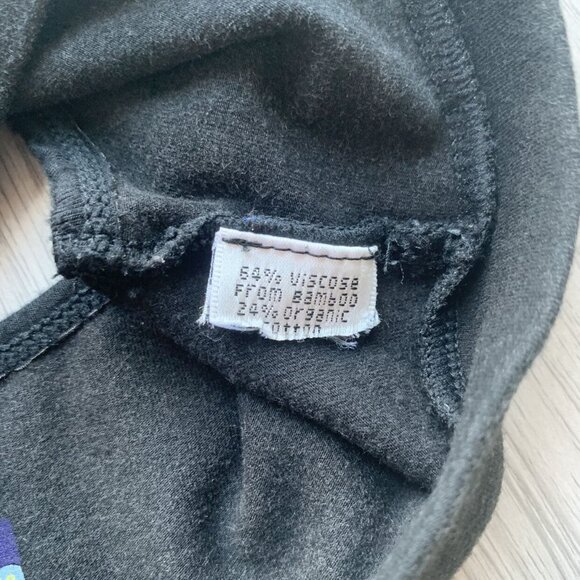 64% Viscose
From Bamboo
24% Organic
Cotton